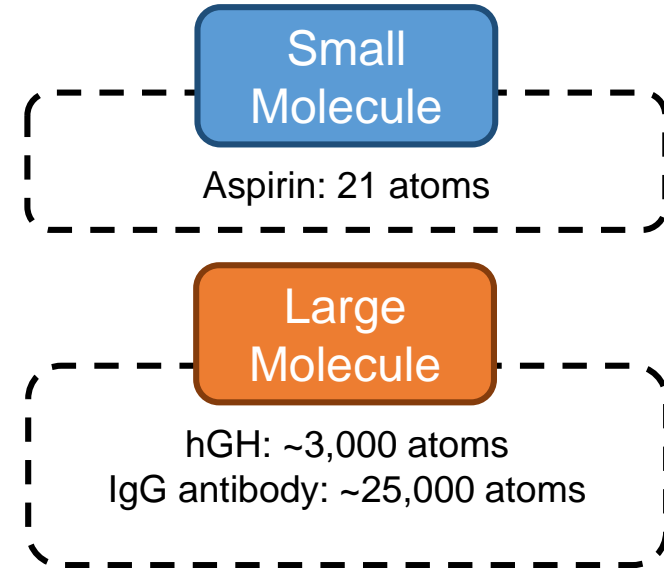 Small
Molecule
Aspirin: 21 atoms
Large
Molecule
hGH: ~3,000 atoms
IgG antibody: ~25,000 atoms